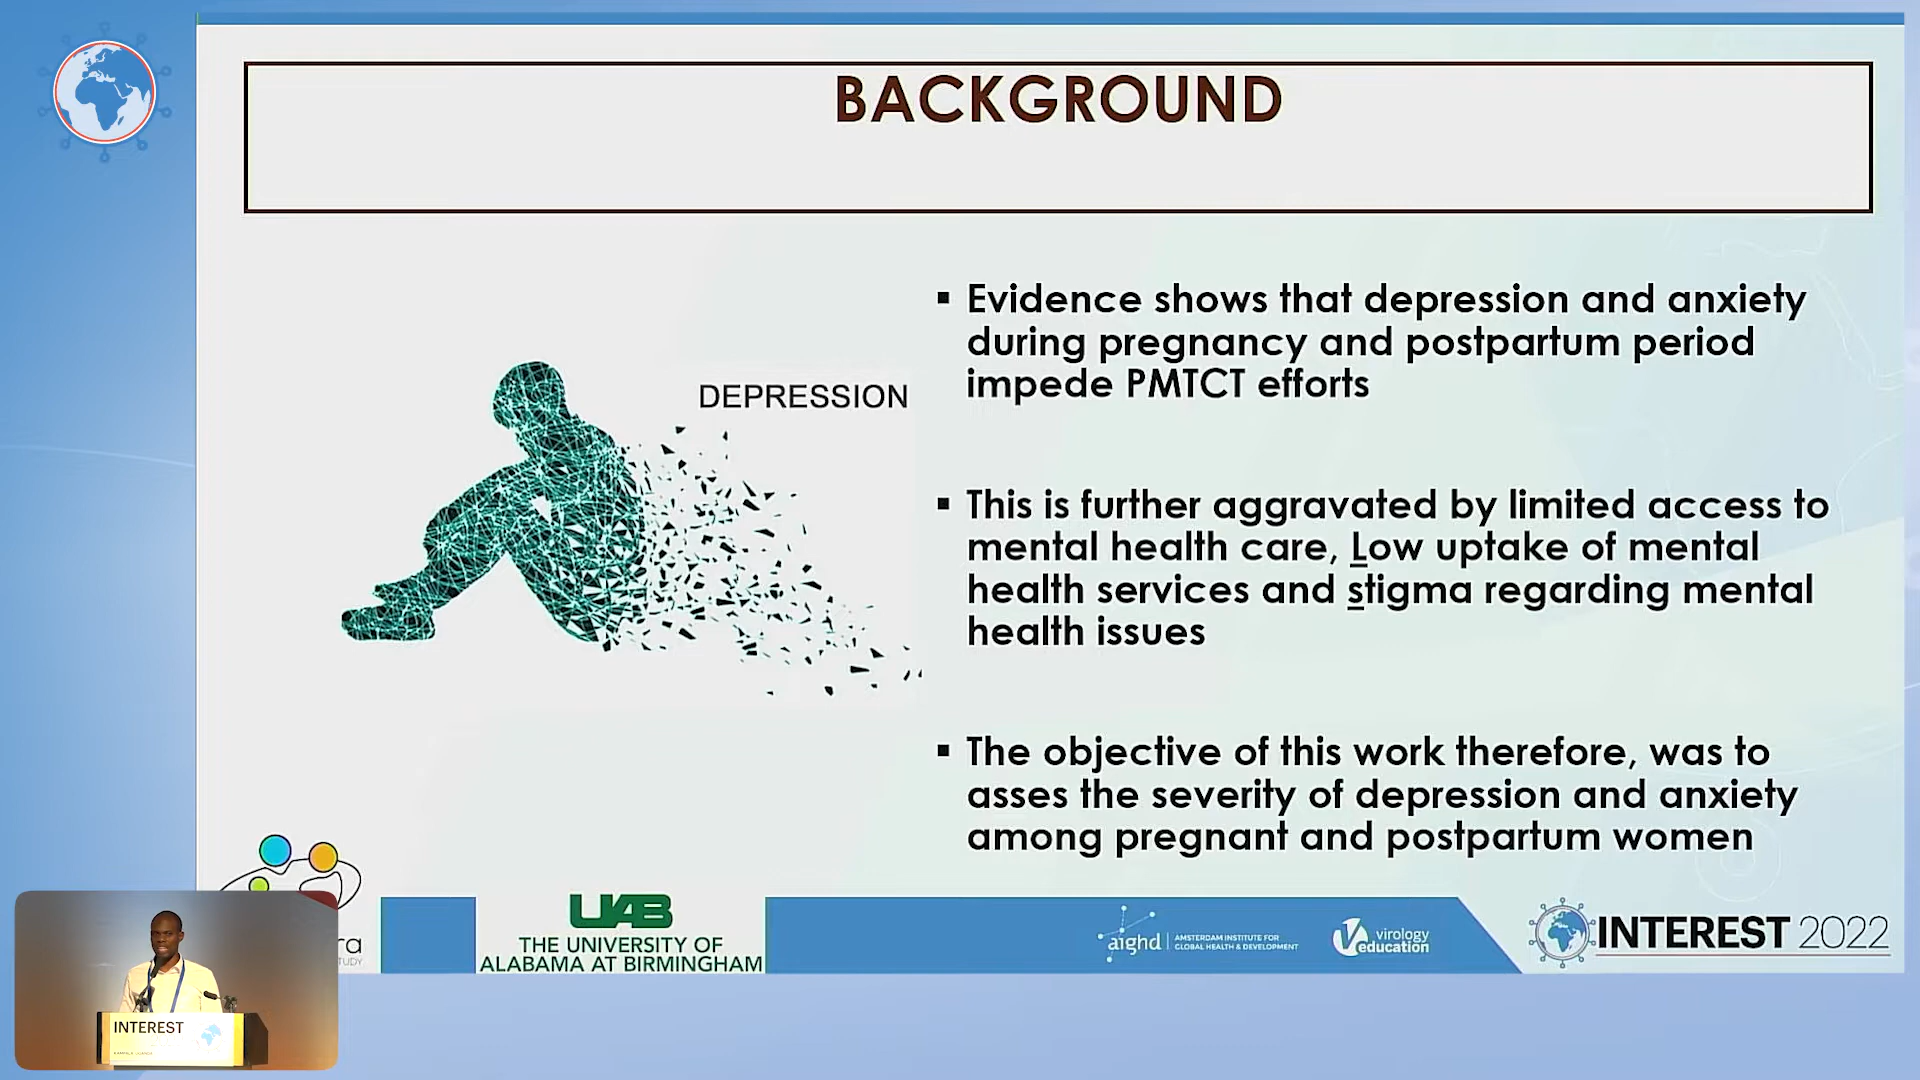 BACKGROUND
DEPRESSION
▪ Evidence shows that depression and anxiety
during pregnancy and postpartum period
impede PMTCT efforts
▪ This is further aggravated by limited access to
mental health care, Low uptake of mental
health services and stigma regarding mental
health issues
▪ The objective of this work therefore, was to
asses the severity of depression and anxiety
among pregnant and postpartum women
ra
TUDY
UAB
THE UNIVERSITY OF
ALABAMA AT BIRMINGHAM
aighd
AMSTERDAM INSTITUTE FOR
GLOBAL HEALTH & DEVELOPMENT
virology
education
INTEREST 2022
INTEREST